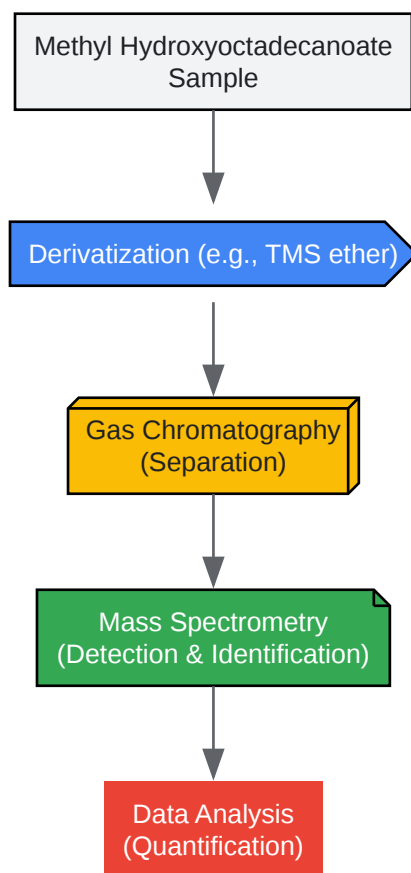 Methyl Hydroxyoctadecanoate
Sample
Derivatization (e.g., TMS ether)
Gas Chromatography
(Separation)
Mass Spectrometry
(Detection & Identification)
Data Analysis
(Quantification)